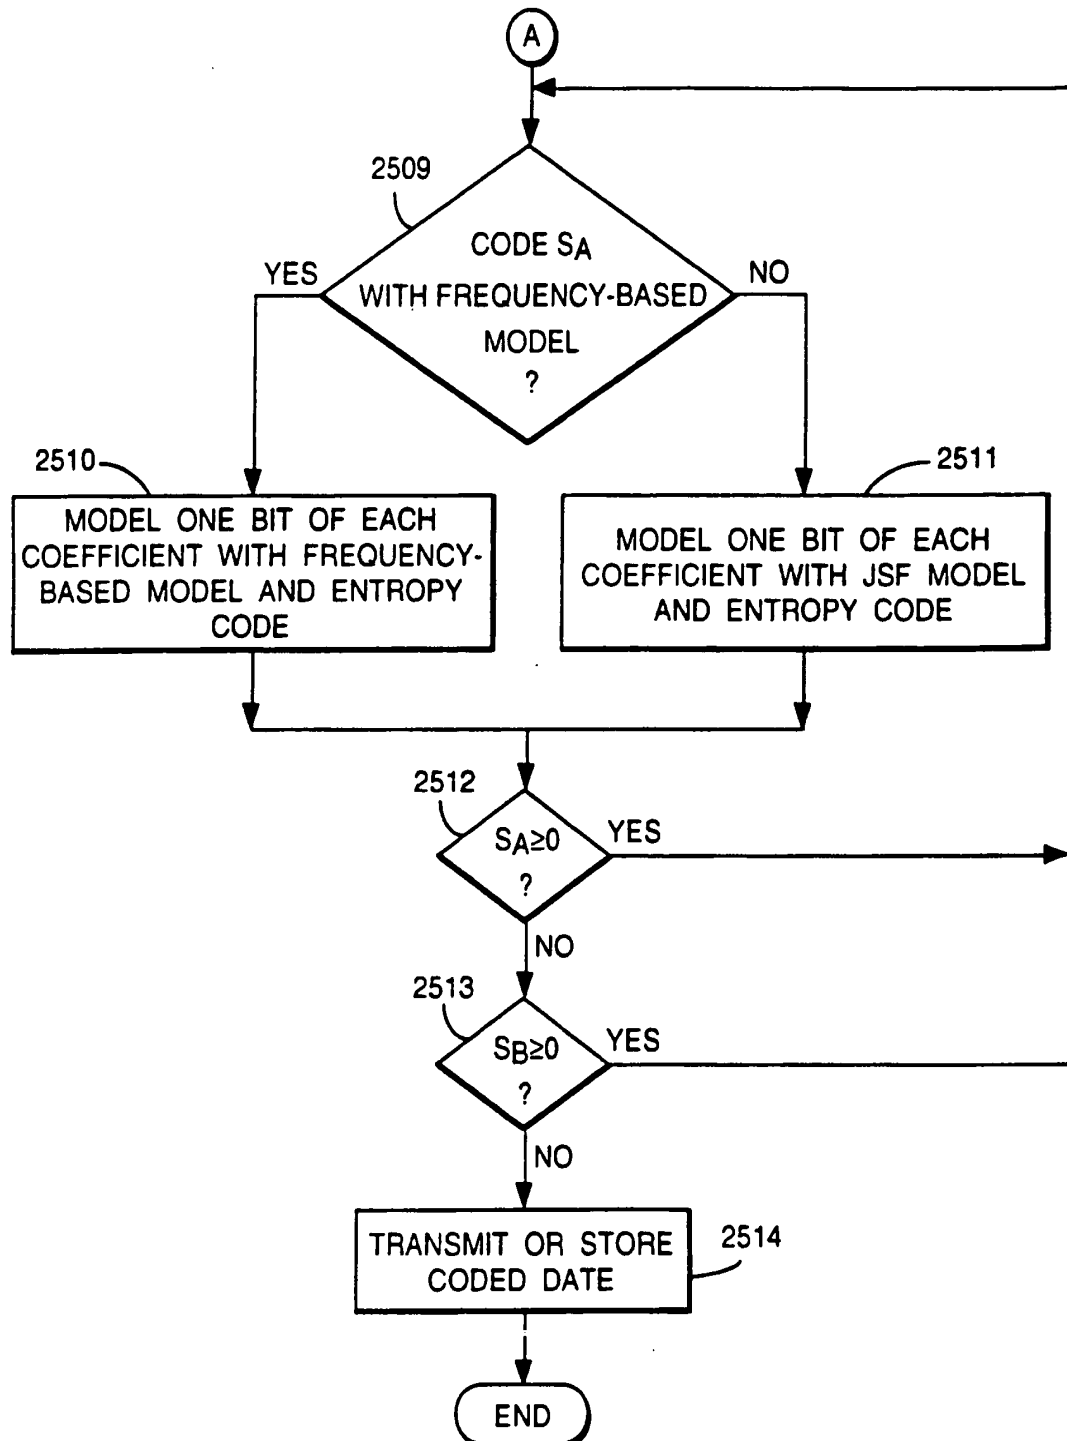 A
2509
CODE SA
WITH FREQUENCY-BASED
MODEL
?
YES
NO
2510
2511
MODEL ONE BIT OF EACH
COEFFICIENT WITH FREQUENCY-
BASED MODEL AND ENTROPY
CODE
MODEL ONE BIT OF EACH
COEFFICIENT WITH JSF MODEL
AND ENTROPY CODE
2512
SA≥0
?
YES
NO
2513
SB≥0
?
YES
NO
TRANSMIT OR STORE
CODED DATE
2514
END